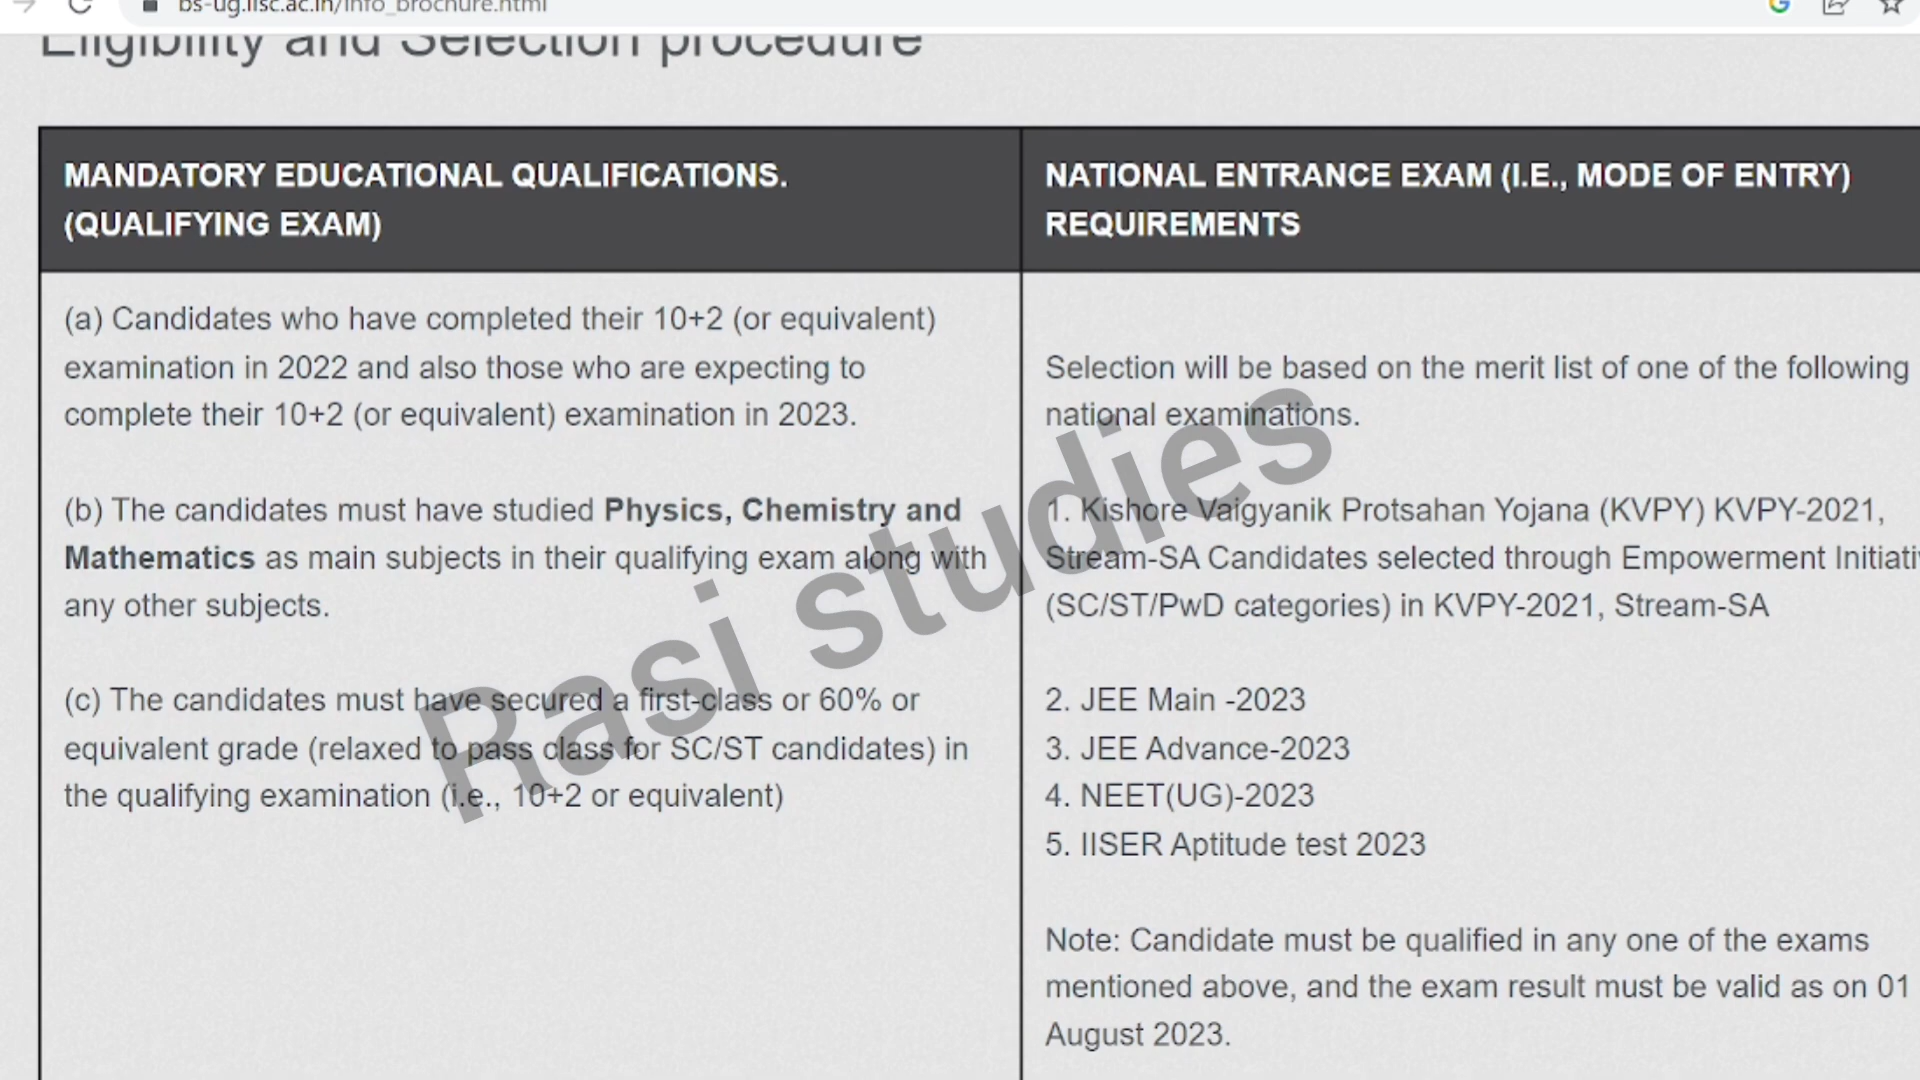 bs-ug.iisc.ac.in/info_brochure.html
Eligibility and Selection procedure
MANDATORY EDUCATIONAL QUALIFICATIONS.
(QUALIFYING EXAM)
(a) Candidates who have completed their 10+2 (or equivalent)
examination in 2022 and also those who are expecting to
complete their 10+2 (or equivalent) examination in 2023.
(b) The candidates must have studied Physics, Chemistry and
Mathematics as main subjects in their qualifying exam along with
any other subjects.
(c) The candidates must have secured a first-class or 60% or
equivalent grade (relaxed to pass class for SC/ST candidates) in
the qualifying examination (i.e., 10+2 or equivalent)
NATIONAL ENTRANCE EXAM (I.E., MODE OF ENTRY)
REQUIREMENTS
Selection will be based on the merit list of one of the following
national examinations.
1. Kishore Vaigyanik Protsahan Yojana (KVPY) KVPY-2021,
Stream-SA Candidates selected through Empowerment
(SC/ST/PwD categories) in KVPY-2021, Stream-SA
2. JEE Main -2023
3. JEE Advance-2023
4. NEET(UG)-2023
5. IISER Aptitude test 2023
Note: Candidate must be qualified in any one of the exams
mentioned above, and the exam result must be valid as on 01
August 2023.
Rasi studies